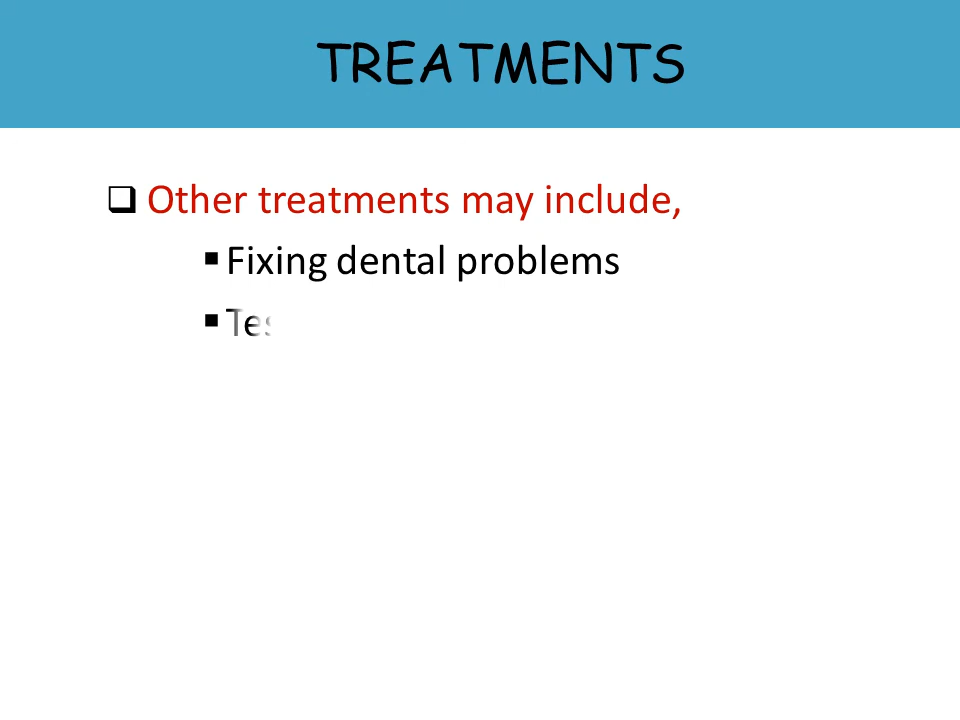 TREATMENTS
Other treatments may include,
Fixing dental problems